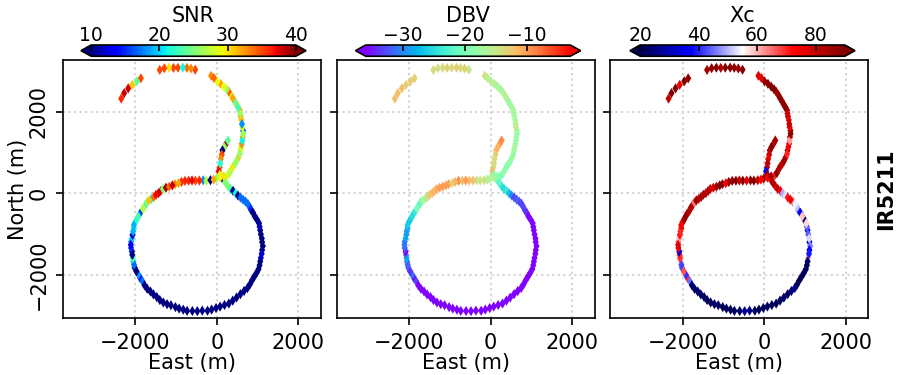 SNR DBV Xc
10 20 30 40 −30 −20 −10 20 40 60 80
2000
0
−2000
North (m)
IR5211
−2000 0 2000 −2000 0 2000 −2000 0 2000
East (m) East (m) East (m)